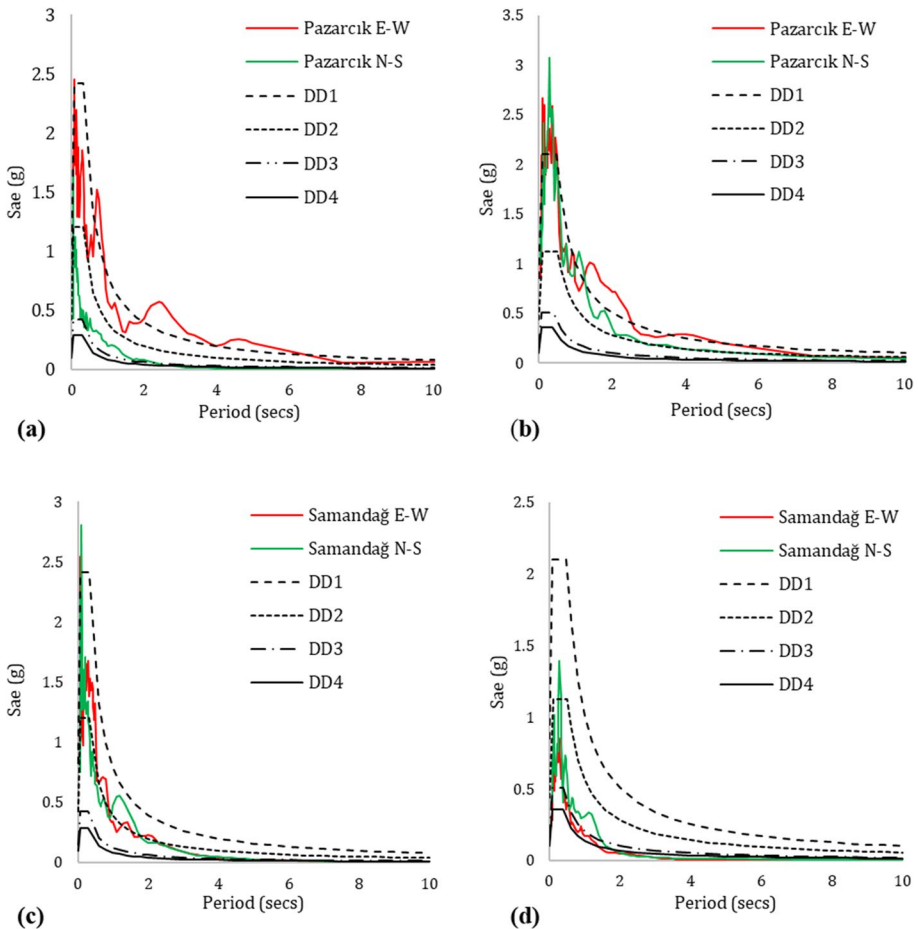 3
2.5
2
1.5
1
0.5
0
Sae (g)
0
2
4
6
8
10
Period (secs)
Pazarcık E-W
Pazarcık N-S
DD1
DD2
DD3
DD4
(a)
3.5
3
2.5
2
1.5
1
0.5
0
Sae (g)
0
2
4
6
8
10
Period (secs)
Pazarcık E-W
Pazarcık N-S
DD1
DD2
DD3
DD4
(b)
3
2.5
2
1.5
1
0.5
0
Sae (g)
0
2
4
6
8
10
Period (secs)
Samandağ E-W
Samandağ N-S
DD1
DD2
DD3
DD4
(c)
2.5
2
1.5
1
0.5
0
Sae (g)
0
2
4
6
8
10
Period (secs)
Samandağ E-W
Samandağ N-S
DD1
DD2
DD3
DD4
(d)